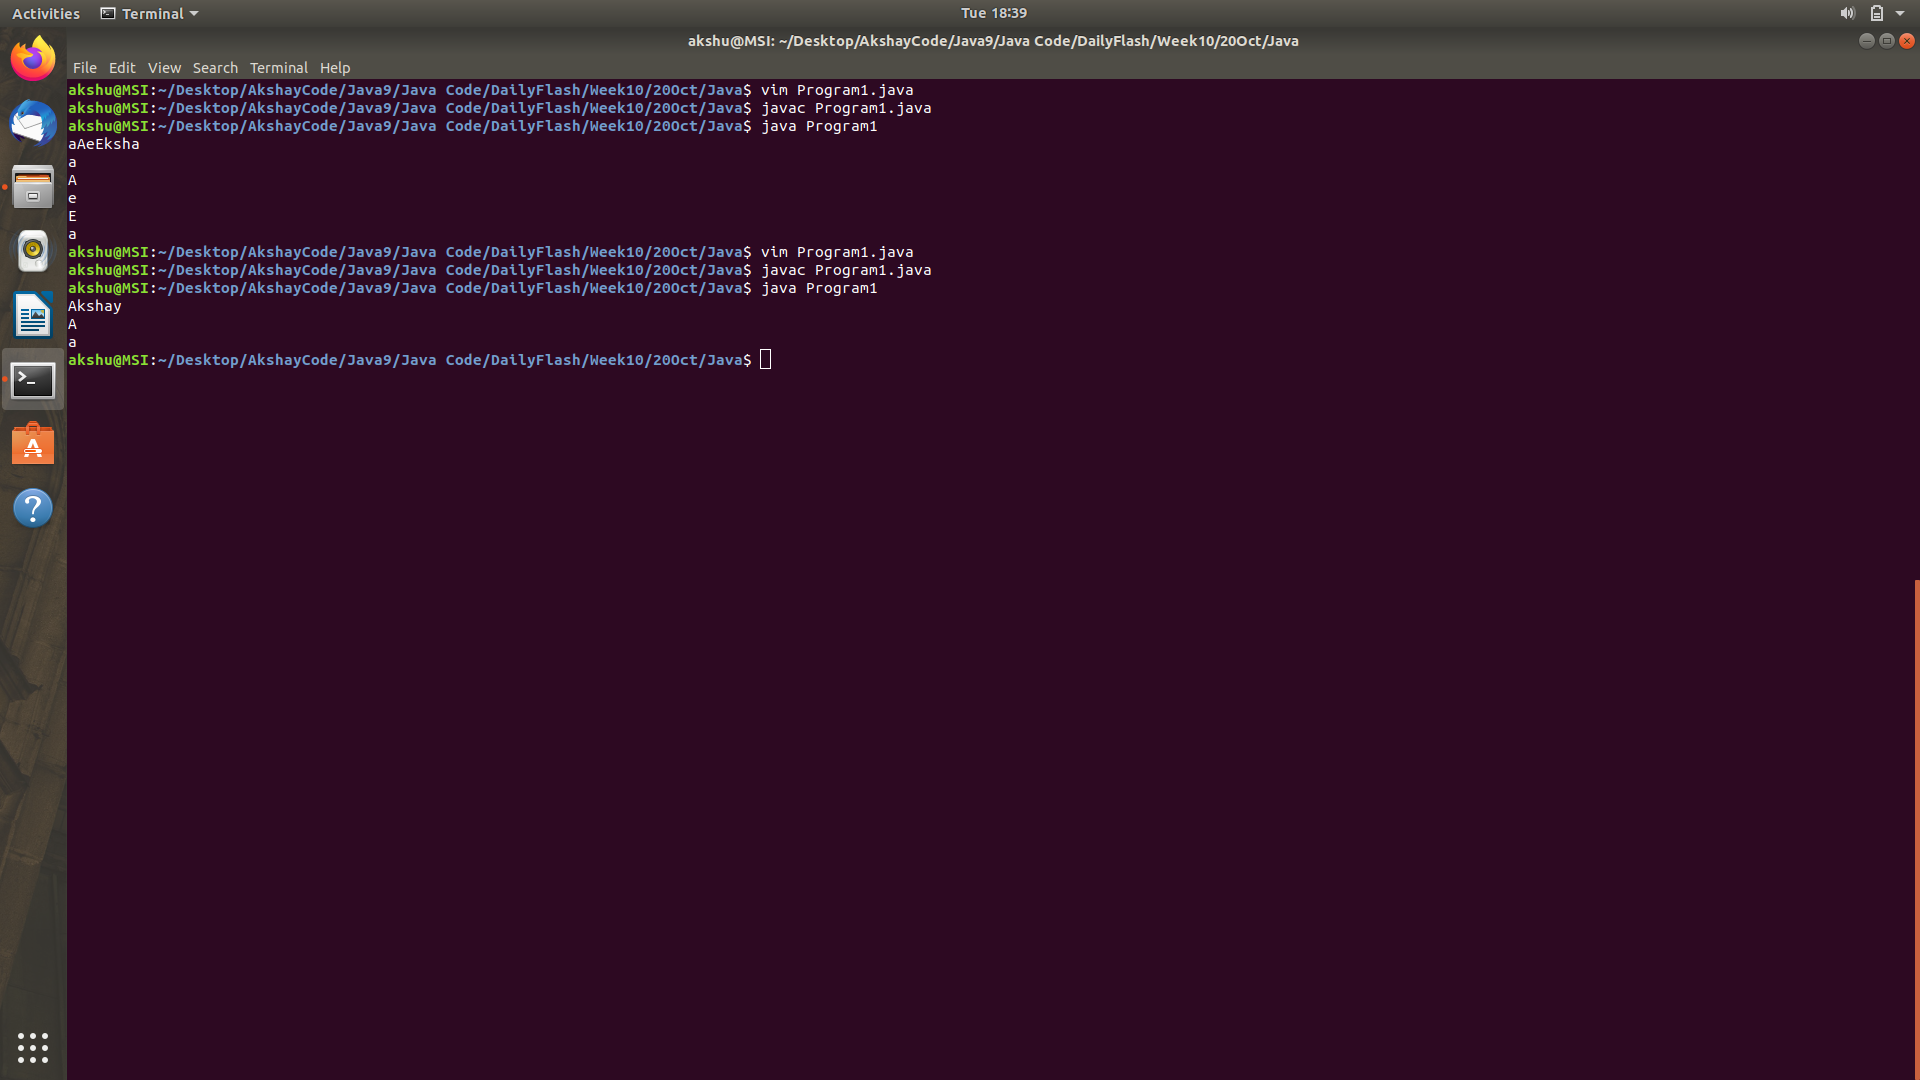 Activities Terminal Tue 18:39
akshu@MSI: ~/Desktop/AkshayCode/Java9/Java Code/DailyFlash/Week10/20Oct/Java
File Edit View Search Terminal Help
akshu@MSI:~/Desktop/AkshayCode/Java9/Java Code/DailyFlash/Week10/20Oct/Java$ vim Program1.java
akshu@MSI:~/Desktop/AkshayCode/Java9/Java Code/DailyFlash/Week10/20Oct/Java$ javac Program1.java
akshu@MSI:~/Desktop/AkshayCode/Java9/Java Code/DailyFlash/Week10/20Oct/Java$ java Program1
aAeEksha
a
A
e
E
a
akshu@MSI:~/Desktop/AkshayCode/Java9/Java Code/DailyFlash/Week10/20Oct/Java$ vim Program1.java
akshu@MSI:~/Desktop/AkshayCode/Java9/Java Code/DailyFlash/Week10/20Oct/Java$ javac Program1.java
akshu@MSI:~/Desktop/AkshayCode/Java9/Java Code/DailyFlash/Week10/20Oct/Java$ java Program1
Akshay
A
a
akshu@MSI:~/Desktop/AkshayCode/Java9/Java Code/DailyFlash/Week10/20Oct/Java$